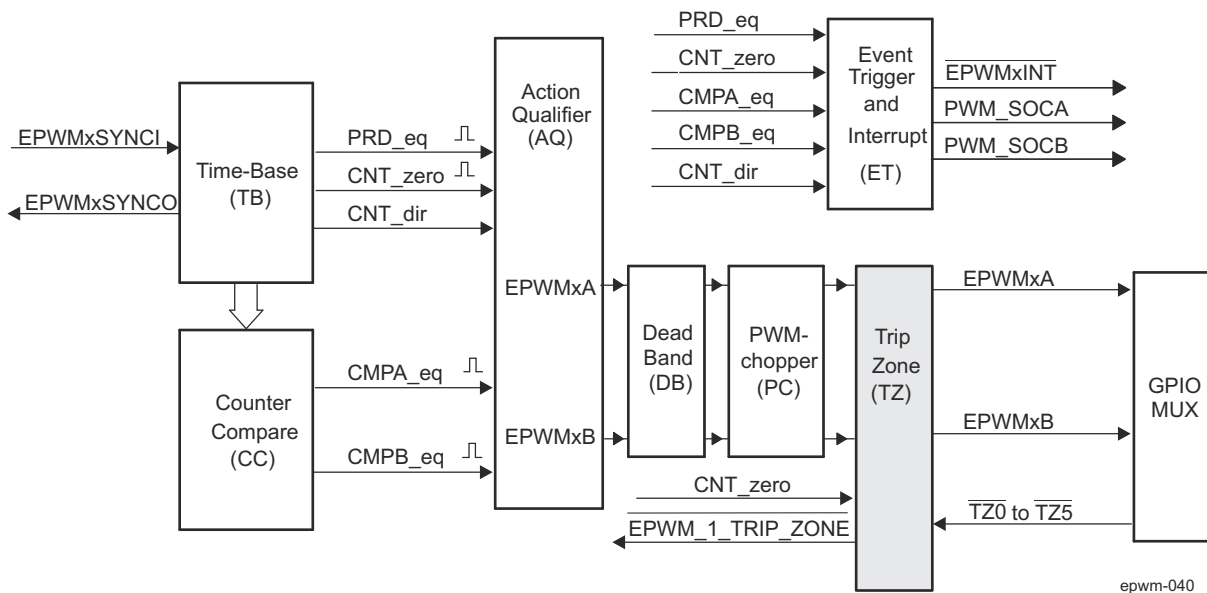 EPWMxSYNCI
EPWMxSYNCO
Time-Base
(TB)
PRD_eq
CNT_zero
CNT_dir
Counter
Compare
(CC)
CMPA_eq
CMPB_eq
Action
Qualifier
(AQ)
EPWMxA
EPWMxB
PRD_eq
CNT_zero
CMPA_eq
CMPB_eq
CNT_dir
Event
Trigger
and
Interrupt
(ET)
EPWMxINT
PWM_SOCA
PWM_SOCB
Dead
Band
(DB)
PWM-
chopper
(PC)
Trip
Zone
(TZ)
CNT_zero
EPWM_1_TRIP_ZONE
EPWMxA
EPWMxB
TZ0 to TZ5
GPIO
MUX
epwm-040